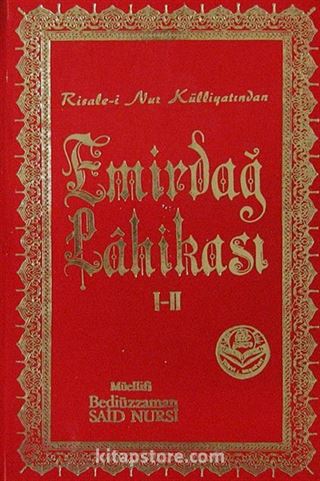 Risale-i Nur Külliyatından
Emirdağ
Lâhikası
I-II
Müellifi
Bediüzzaman
SAİD NURSİ
kitapstore.com